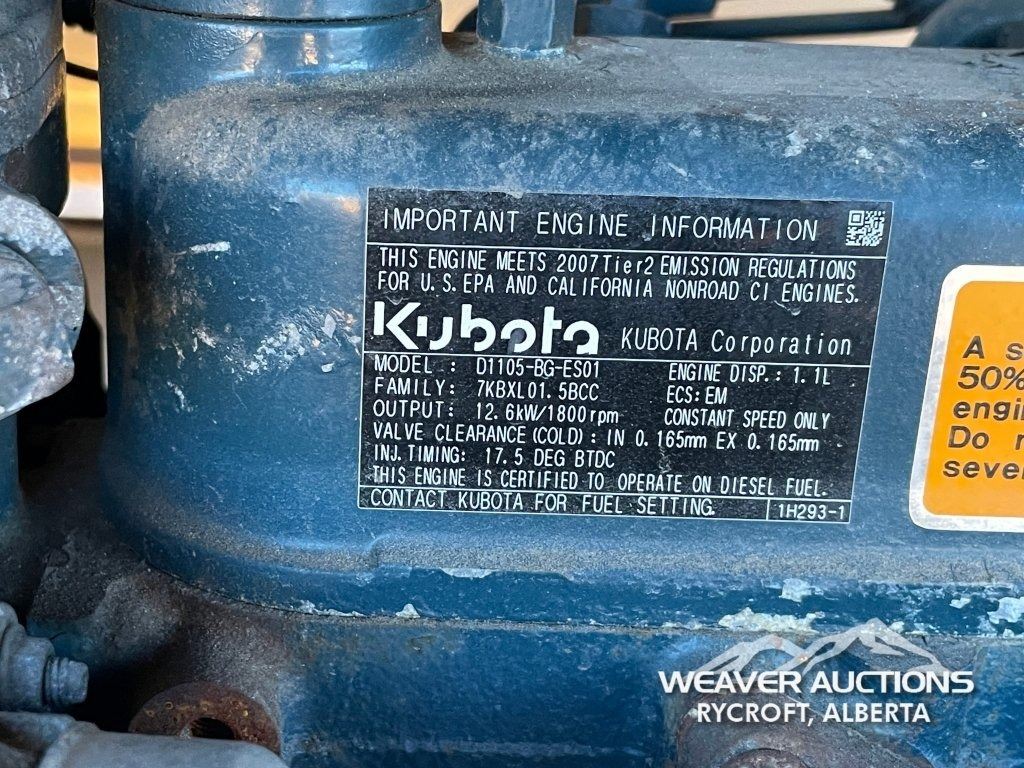 IMPORTANT ENGINE INFORMATION
THIS ENGINE MEETS 2007Tier2 EMISSION REGULATIONS
FOR U.S. EPA AND CALIFORNIA NONROAD CI ENGINES.
Kubota KUBOTA Corporation
MODEL : D1105-BG-ES01 ENGINE DISP.: 1.1L
FAMILY: 7KBXL01.5BCC ECS: EM
OUTPUT: 12.6kW/1800rpm CONSTANT SPEED ONLY
VALVE CLEARANCE (COLD) : IN 0.165mm EX 0.165mm
INJ. TIMING: 17.5 DEG BTDC
THIS ENGINE IS CERTIFIED TO OPERATE ON DIESEL FUEL.
CONTACT KUBOTA FOR FUEL SETTING. 1H293-1
A s
50%
engi
Do
seve
WEAVER AUCTIONS
RYCROFT, ALBERTA